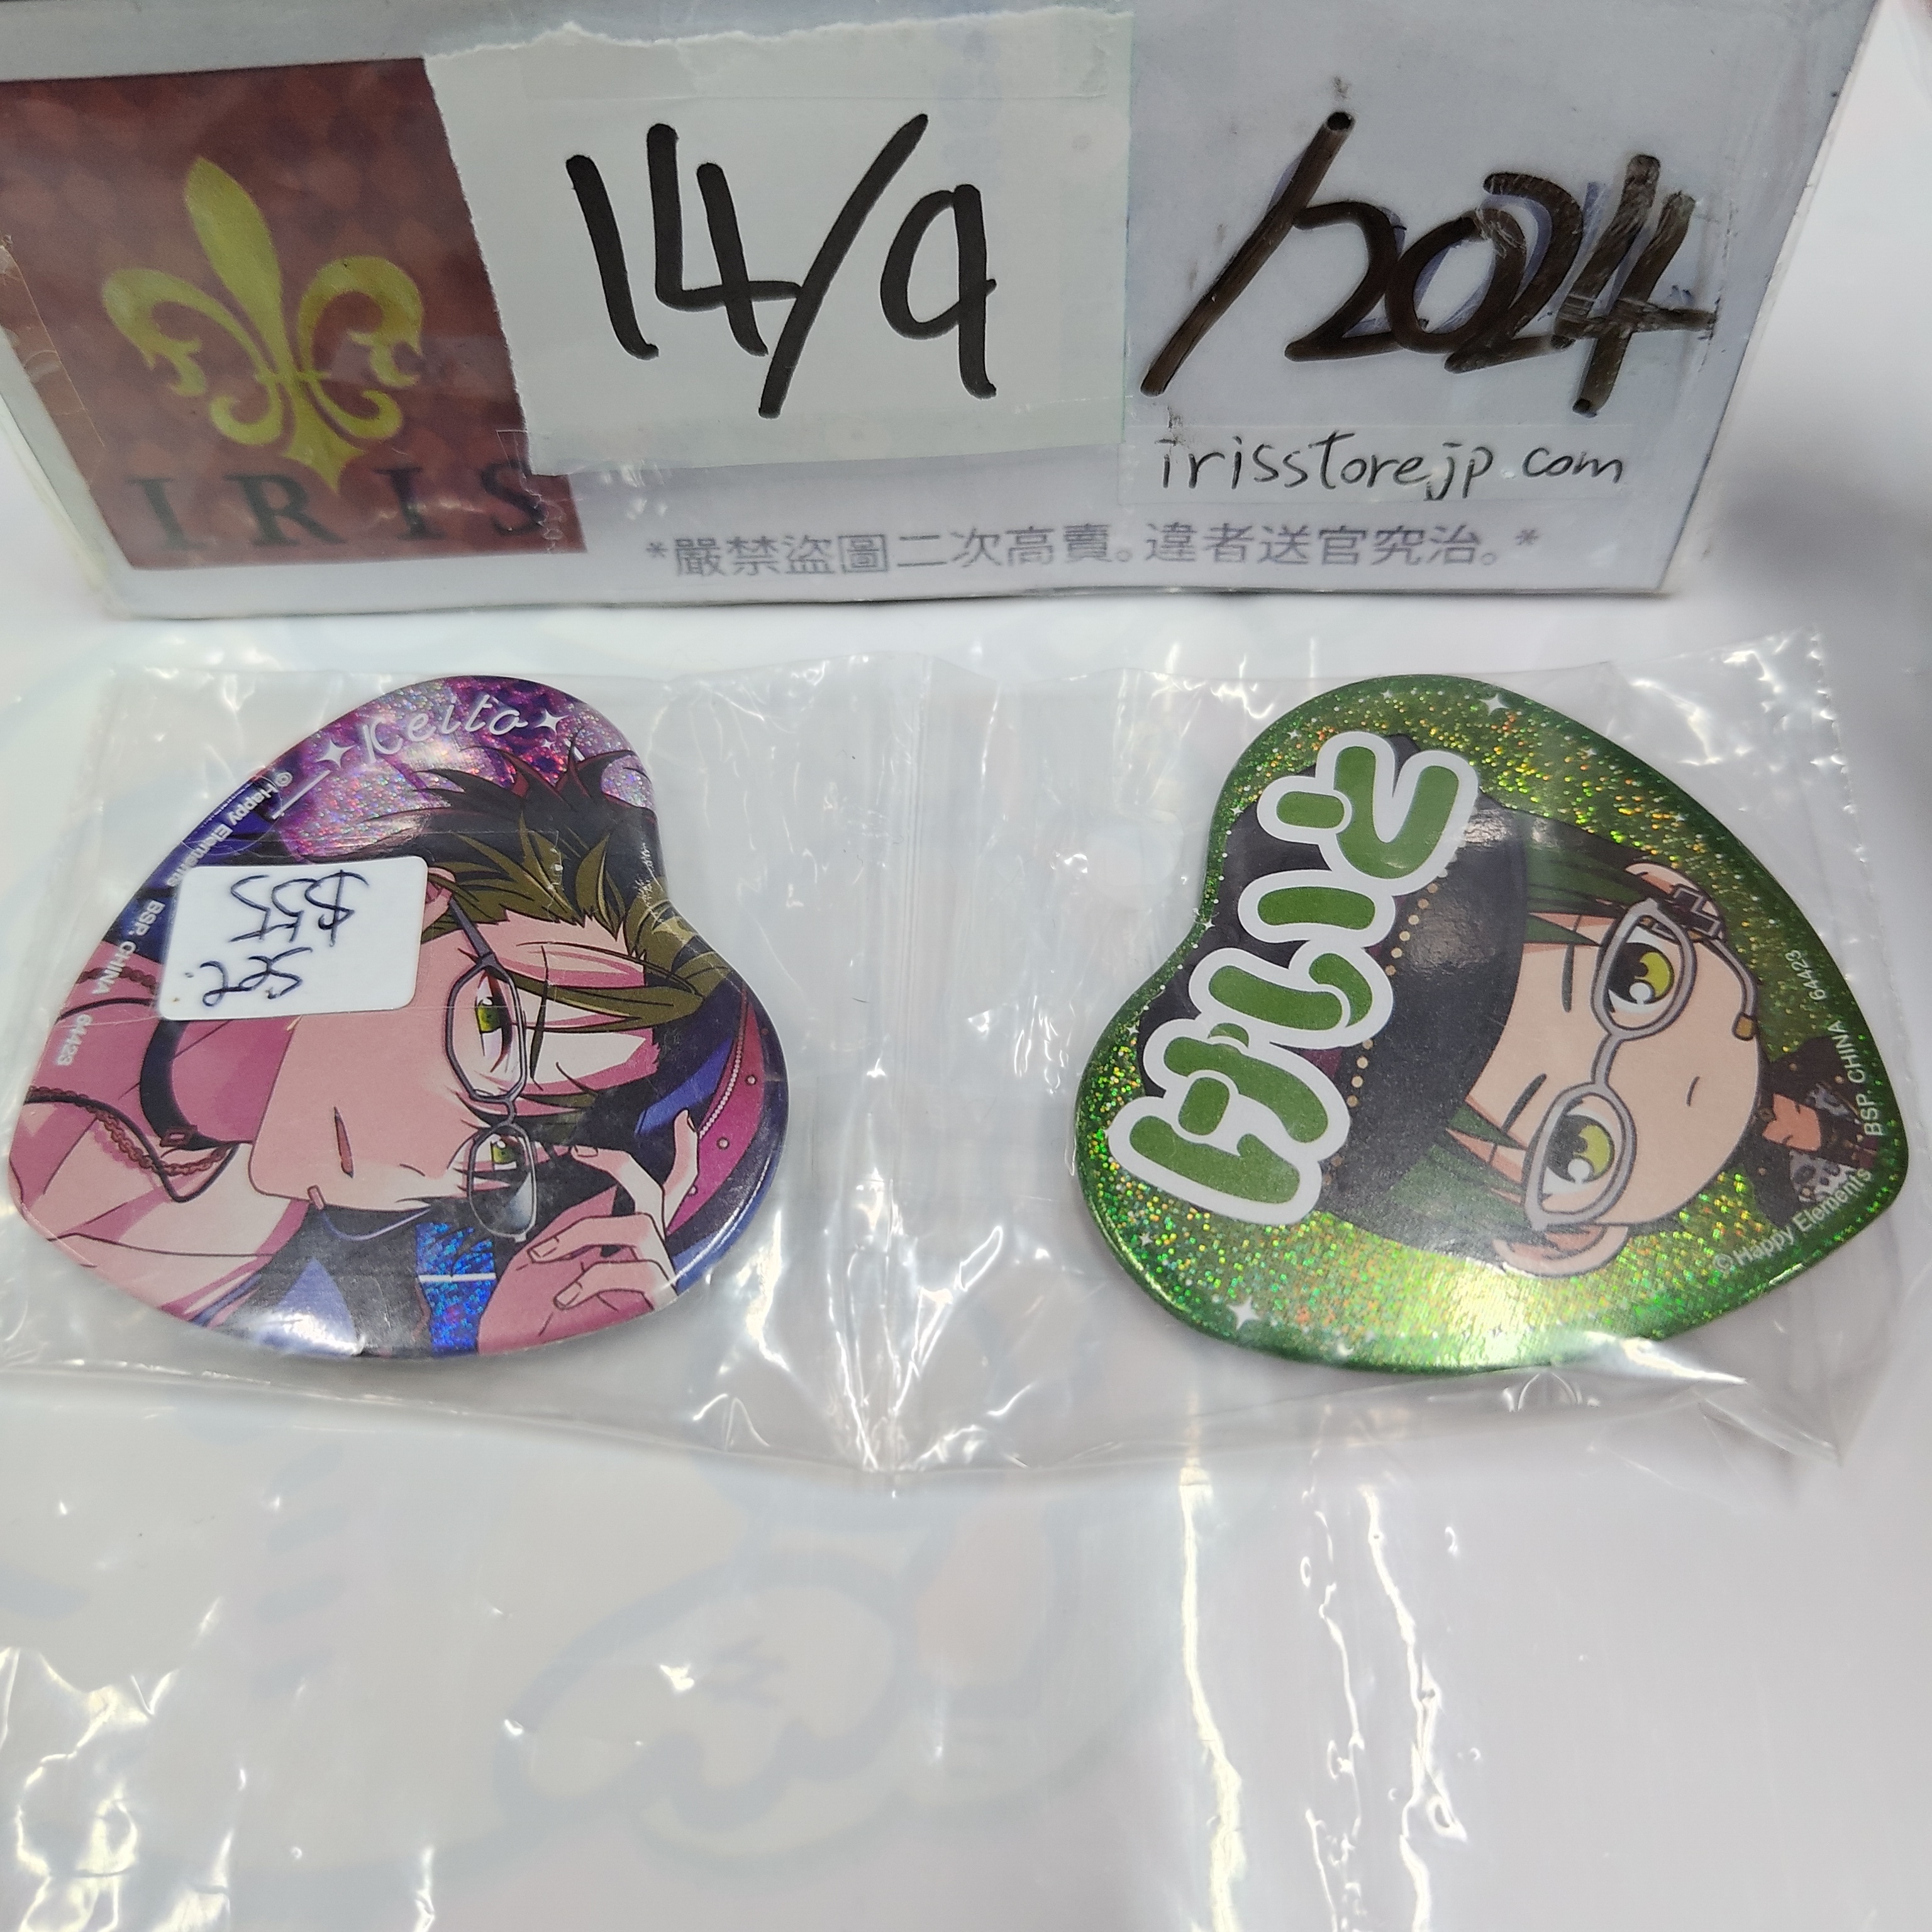 14/9
/2024
irisstorejp.com
IRIS
*嚴禁盜圖二次高賣。違者送官究治。*
Keito
©Happy Elements BSP. CHINA 64423
$55
Set.
けいと
©Happy Elements BSP. CHINA 64423